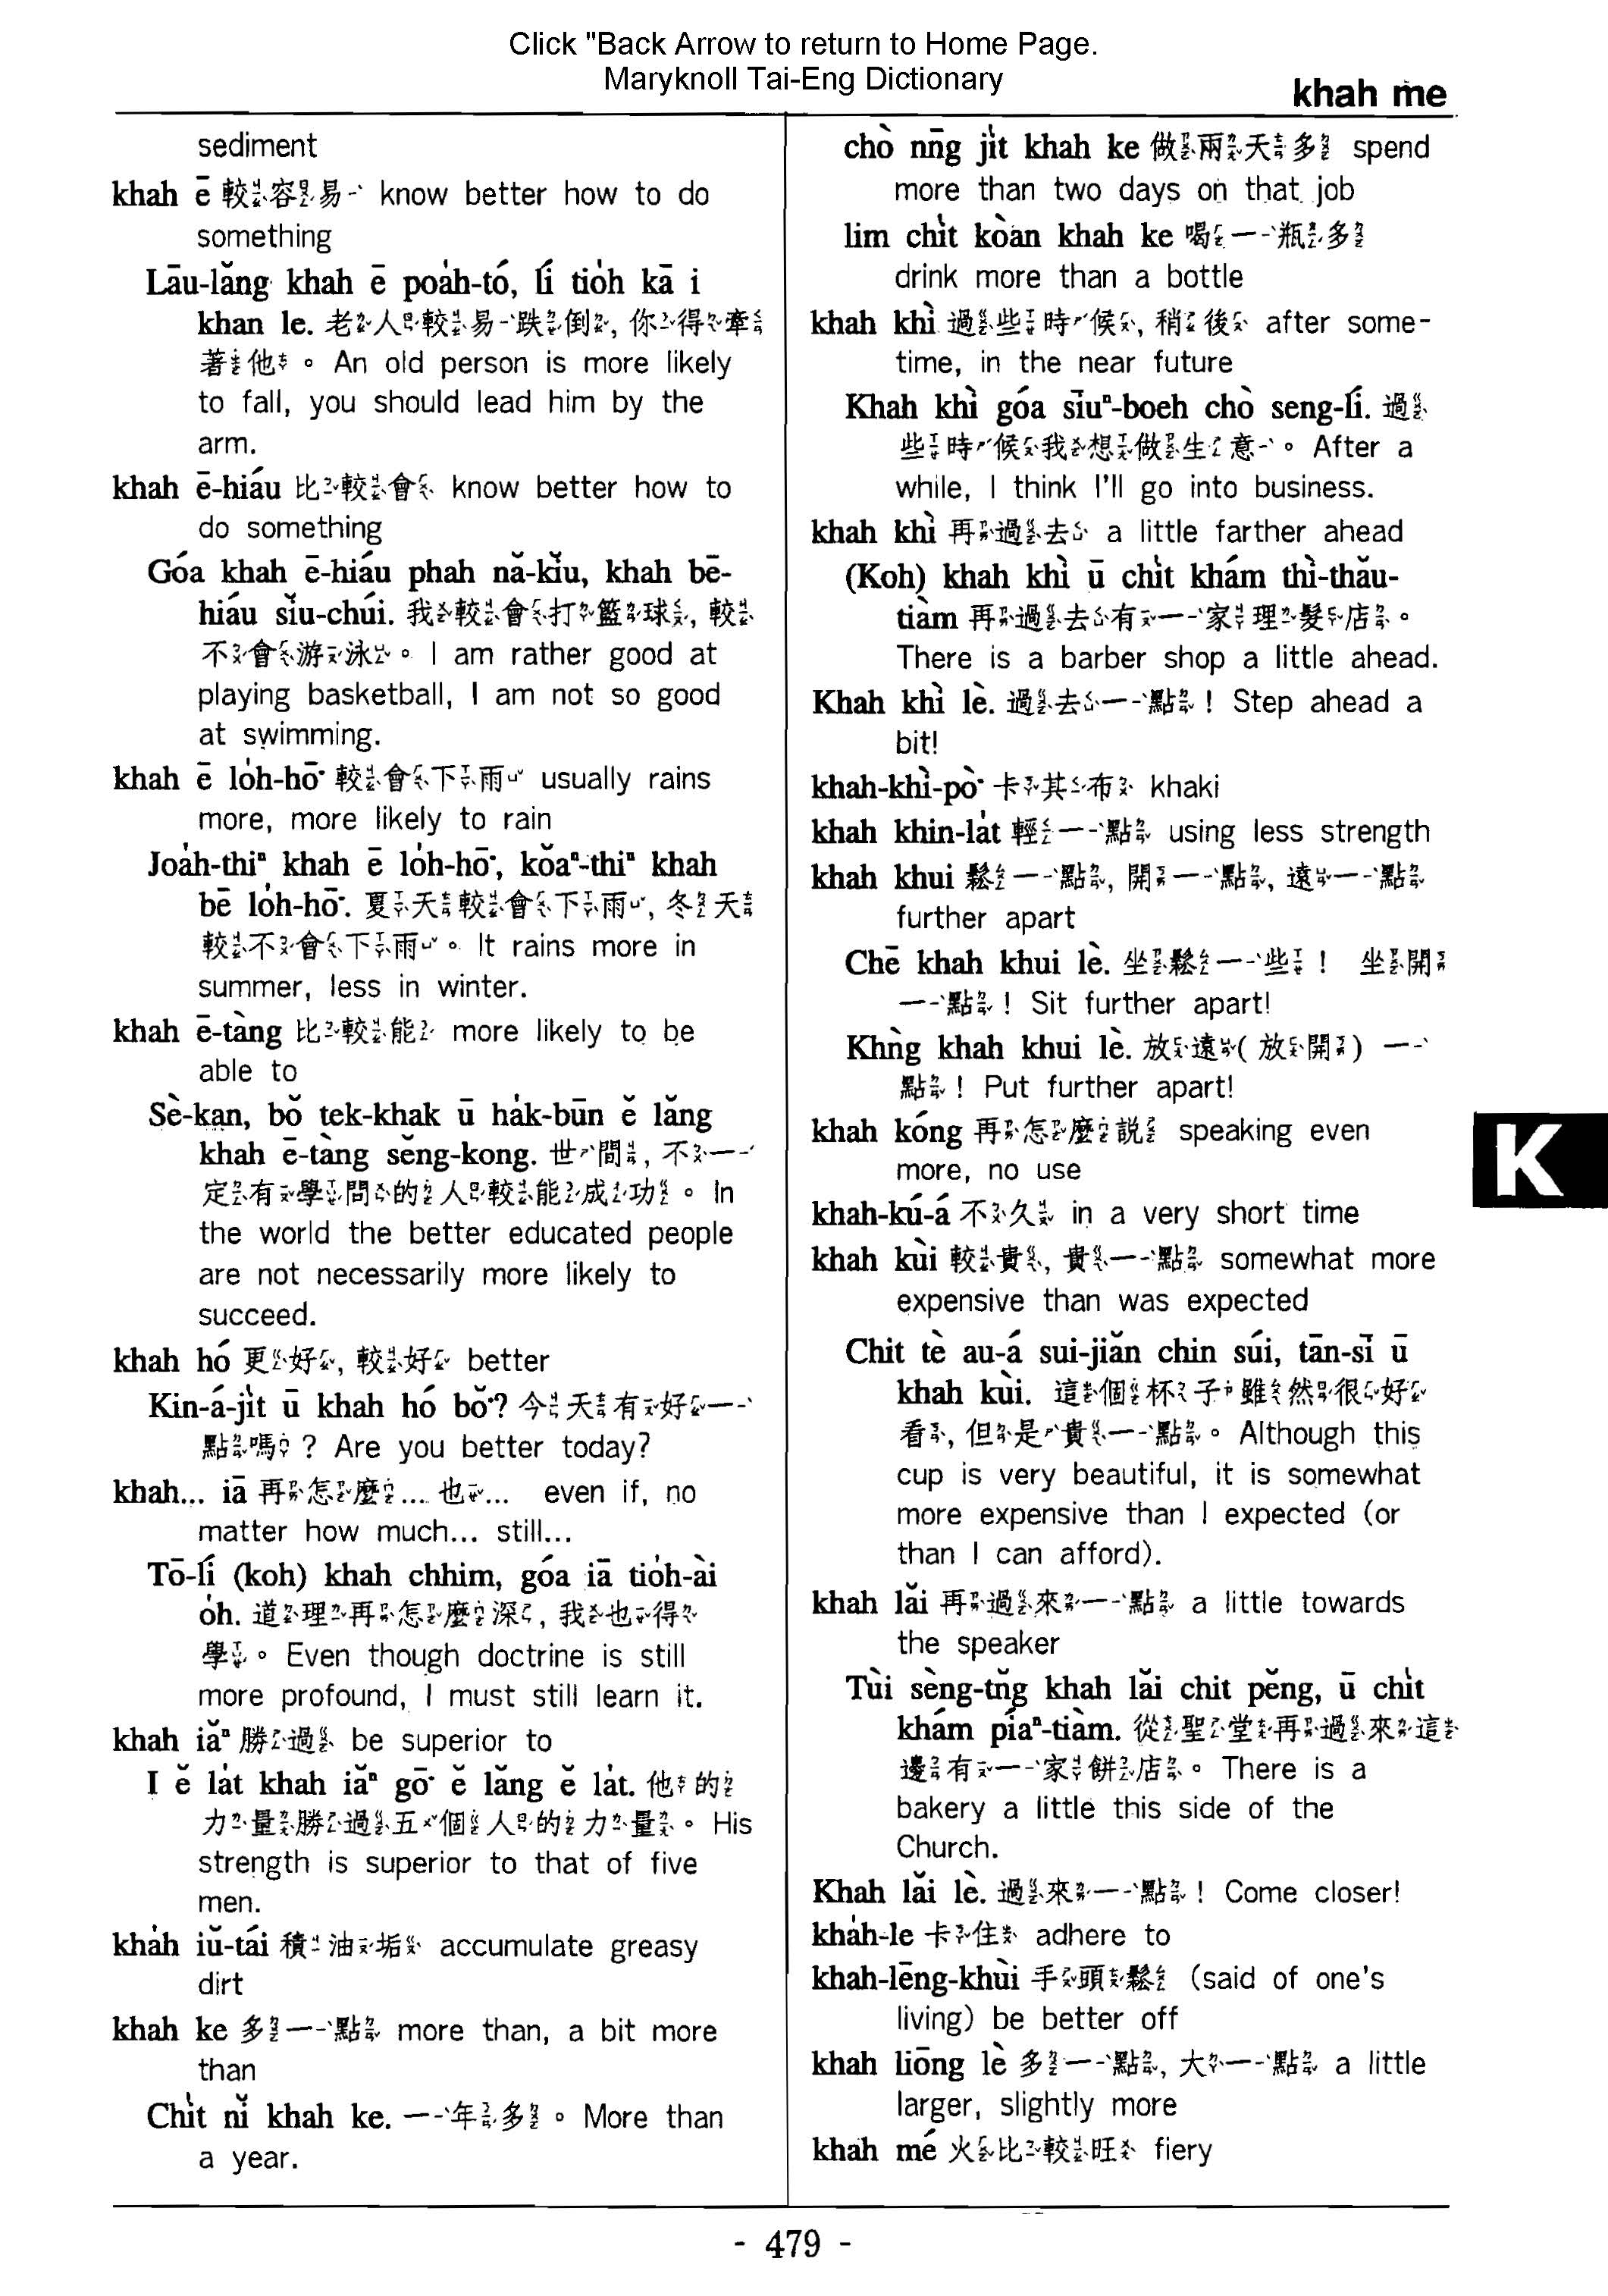 Click "Back Arrow to return to Home Page.
Maryknoll Tai-Eng Dictionary
khah me
sediment
khah ē 較容易 know better how to do
something
Lāu-lăng khah ē poa̍h-tó, lí tio̍h kā i
khan le. 老人較易跌倒, 你得牽
著他。 An old person is more likely
to fall, you should lead him by the
arm.
khah ē-hiáu 比較會 know better how to
do something
Góa khah ē-hiáu phah nă-kĭu, khah bē-
hiáu sĭu-chúi. 我較會打籃球, 較
不會游泳。 I am rather good at
playing basketball, I am not so good
at swimming.
khah ē lo̍h-hō· 較會下雨 usually rains
more, more likely to rain
Joa̍h-thiⁿ khah ē lo̍h-hō·, kŏaⁿ-thiⁿ khah
bē lo̍h-hō·. 夏天較會下雨, 冬天
較不會下雨。 It rains more in
summer, less in winter.
khah ē-tàng 比較能 more likely to be
able to
Sè-kan, bŏ tek-khak ū ha̍k-būn ĕ lăng
khah ē-tàng sĕng-kong. 世間, 不一
定有學問的人較能成功。 In
the world the better educated people
are not necessarily more likely to
succeed.
khah hó 更好, 較好 better
Kin-á-ji̍t ū khah hó bŏ·? 今天有好一
點嗎? Are you better today?
khah... iā 再怎麼... 也... even if, no
matter how much... still...
Tō-lí (koh) khah chhim, góa iā tio̍h-ài
o̍h. 道理再怎麼深, 我也得
學。 Even though doctrine is still
more profound, I must still learn it.
khah iăⁿ 勝過 be superior to
I ĕ la̍t khah iăⁿ gō· ĕ lăng ĕ la̍t. 他的
力量勝過五個人的力量。 His
strength is superior to that of five
men.
kha̍h iŭ-tái 積油垢 accumulate greasy
dirt
khah ke 多一點 more than, a bit more
than
Chi̍t nĭ khah ke. 一年多。 More than
a year.
chò nn̄g ji̍t khah ke 做兩天多 spend
more than two days on that job
lim chi̍t koàn khah ke 喝一瓶多
drink more than a bottle
khah khì 過些時候, 稍後 after some-
time, in the near future
Khah khì góa sīuⁿ-boeh chò seng-lí. 過
些時候我想做生意。 After a
while, I think I'll go into business.
khah khì 再過去 a little farther ahead
(Koh) khah khì ū chi̍t khám thì-thău-
tiàm 再過去有一家理髮店。
There is a barber shop a little ahead.
Khah khì lè. 過去一點! Step ahead a
bit!
khah-khì-pò· 卡其布 khaki
khah khin-la̍t 輕一點 using less strength
khah khui 鬆一點, 開一點, 遠一點
further apart
Chē khah khui lè. 坐鬆一些! 坐開
一點! Sit further apart!
Khǹg khah khui lè. 放遠(放開) 一
點! Put further apart!
khah kóng 再怎麼說 speaking even
more, no use
khah-kú-á 不久 in a very short time
khah kùi 較貴, 貴一點 somewhat more
expensive than was expected
Chit tè au-á sui-jiăn chin súi, tān-sī ū
khah kùi. 這個杯子雖然很好
看, 但是貴一點。 Although this
cup is very beautiful, it is somewhat
more expensive than I expected (or
than I can afford).
khah lăi 再過來一點 a little towards
the speaker
Tùi sèng-tn̆g khah lăi chit pĕng, ū chi̍t
khám píaⁿ-tiàm. 從聖堂再過來這
邊有一家餅店。 There is a
bakery a little this side of the
Church.
Khah lăi lè. 過來一點! Come closer!
kha̍h-le 卡住 adhere to
khah-lēng-khùi 手頭鬆 (said of one's
living) be better off
khah liōng lè 多一點, 大一點 a little
larger, slightly more
khah mé 火比較旺 fiery
K
- 479 -